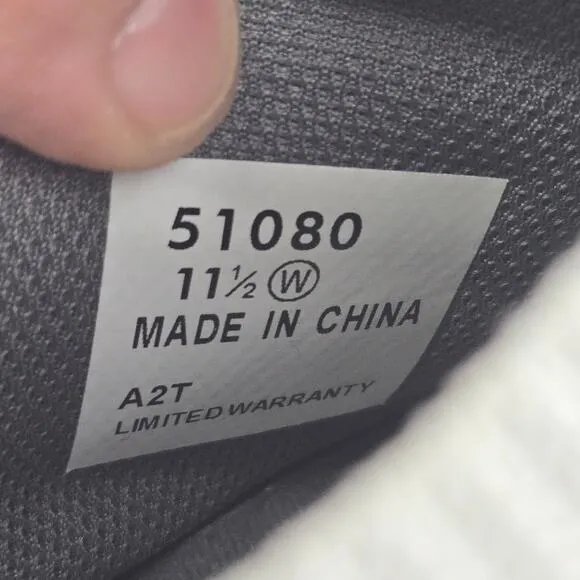 51080
11½ Ⓦ
MADE IN CHINA
A2T
LIMITED WARRANTY